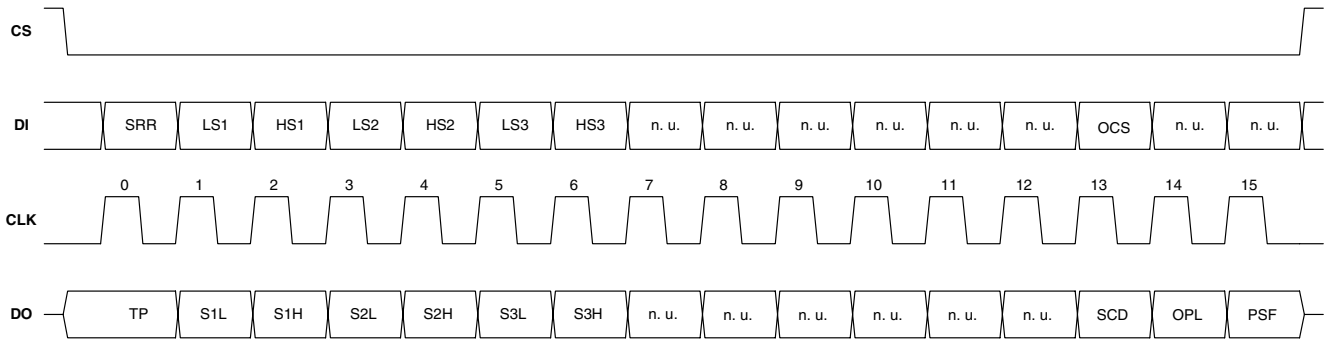 CS
DI SRR LS1 HS1 LS2 HS2 LS3 HS3 n. u. n. u. n. u. n. u. n. u. n. u. OCS n. u. n. u.
0 1 2 3 4 5 6 7 8 9 10 11 12 13 14 15
CLK
DO TP S1L S1H S2L S2H S3L S3H n. u. n. u. n. u. n. u. n. u. n. u. SCD OPL PSF